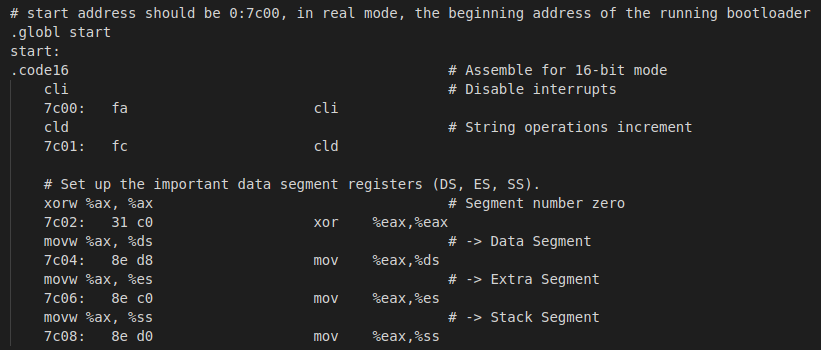 # start address should be 0:7c00, in real mode, the beginning address of the running bootloader
.globl start
start:
.code16                                             # Assemble for 16-bit mode
    cli                                             # Disable interrupts
    7c00:   fa                      cli
    cld                                             # String operations increment
    7c01:   fc                      cld

    # Set up the important data segment registers (DS, ES, SS).
    xorw %ax, %ax                                   # Segment number zero
    7c02:   31 c0                   xor    %eax,%eax
    movw %ax, %ds                                   # -> Data Segment
    7c04:   8e d8                   mov    %eax,%ds
    movw %ax, %es                                   # -> Extra Segment
    7c06:   8e c0                   mov    %eax,%es
    movw %ax, %ss                                   # -> Stack Segment
    7c08:   8e d0                   mov    %eax,%ss